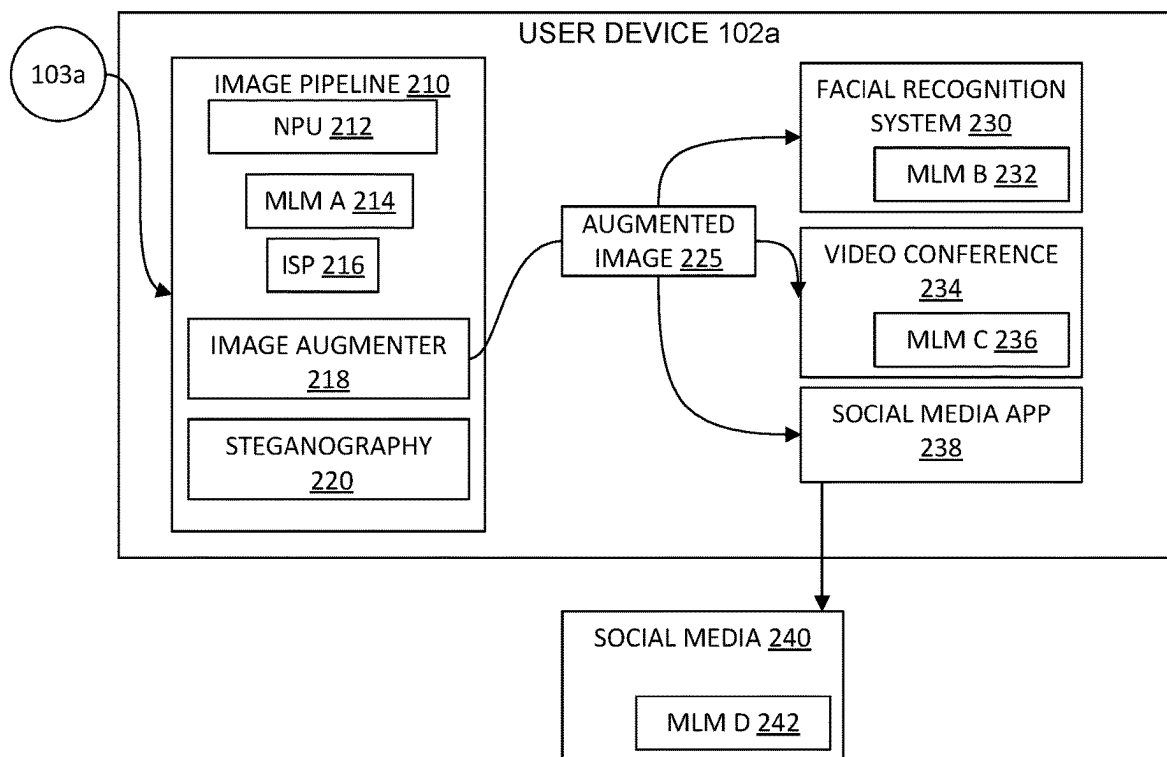 USER DEVICE 102a
103a
IMAGE PIPELINE 210
NPU 212
MLM A 214
ISP 216
IMAGE AUGMENTER
218
STEGANOGRAPHY
220
AUGMENTED
IMAGE 225
FACIAL RECOGNITION
SYSTEM 230
MLM B 232
VIDEO CONFERENCE
234
MLM C 236
SOCIAL MEDIA APP
238
SOCIAL MEDIA 240
MLM D 242